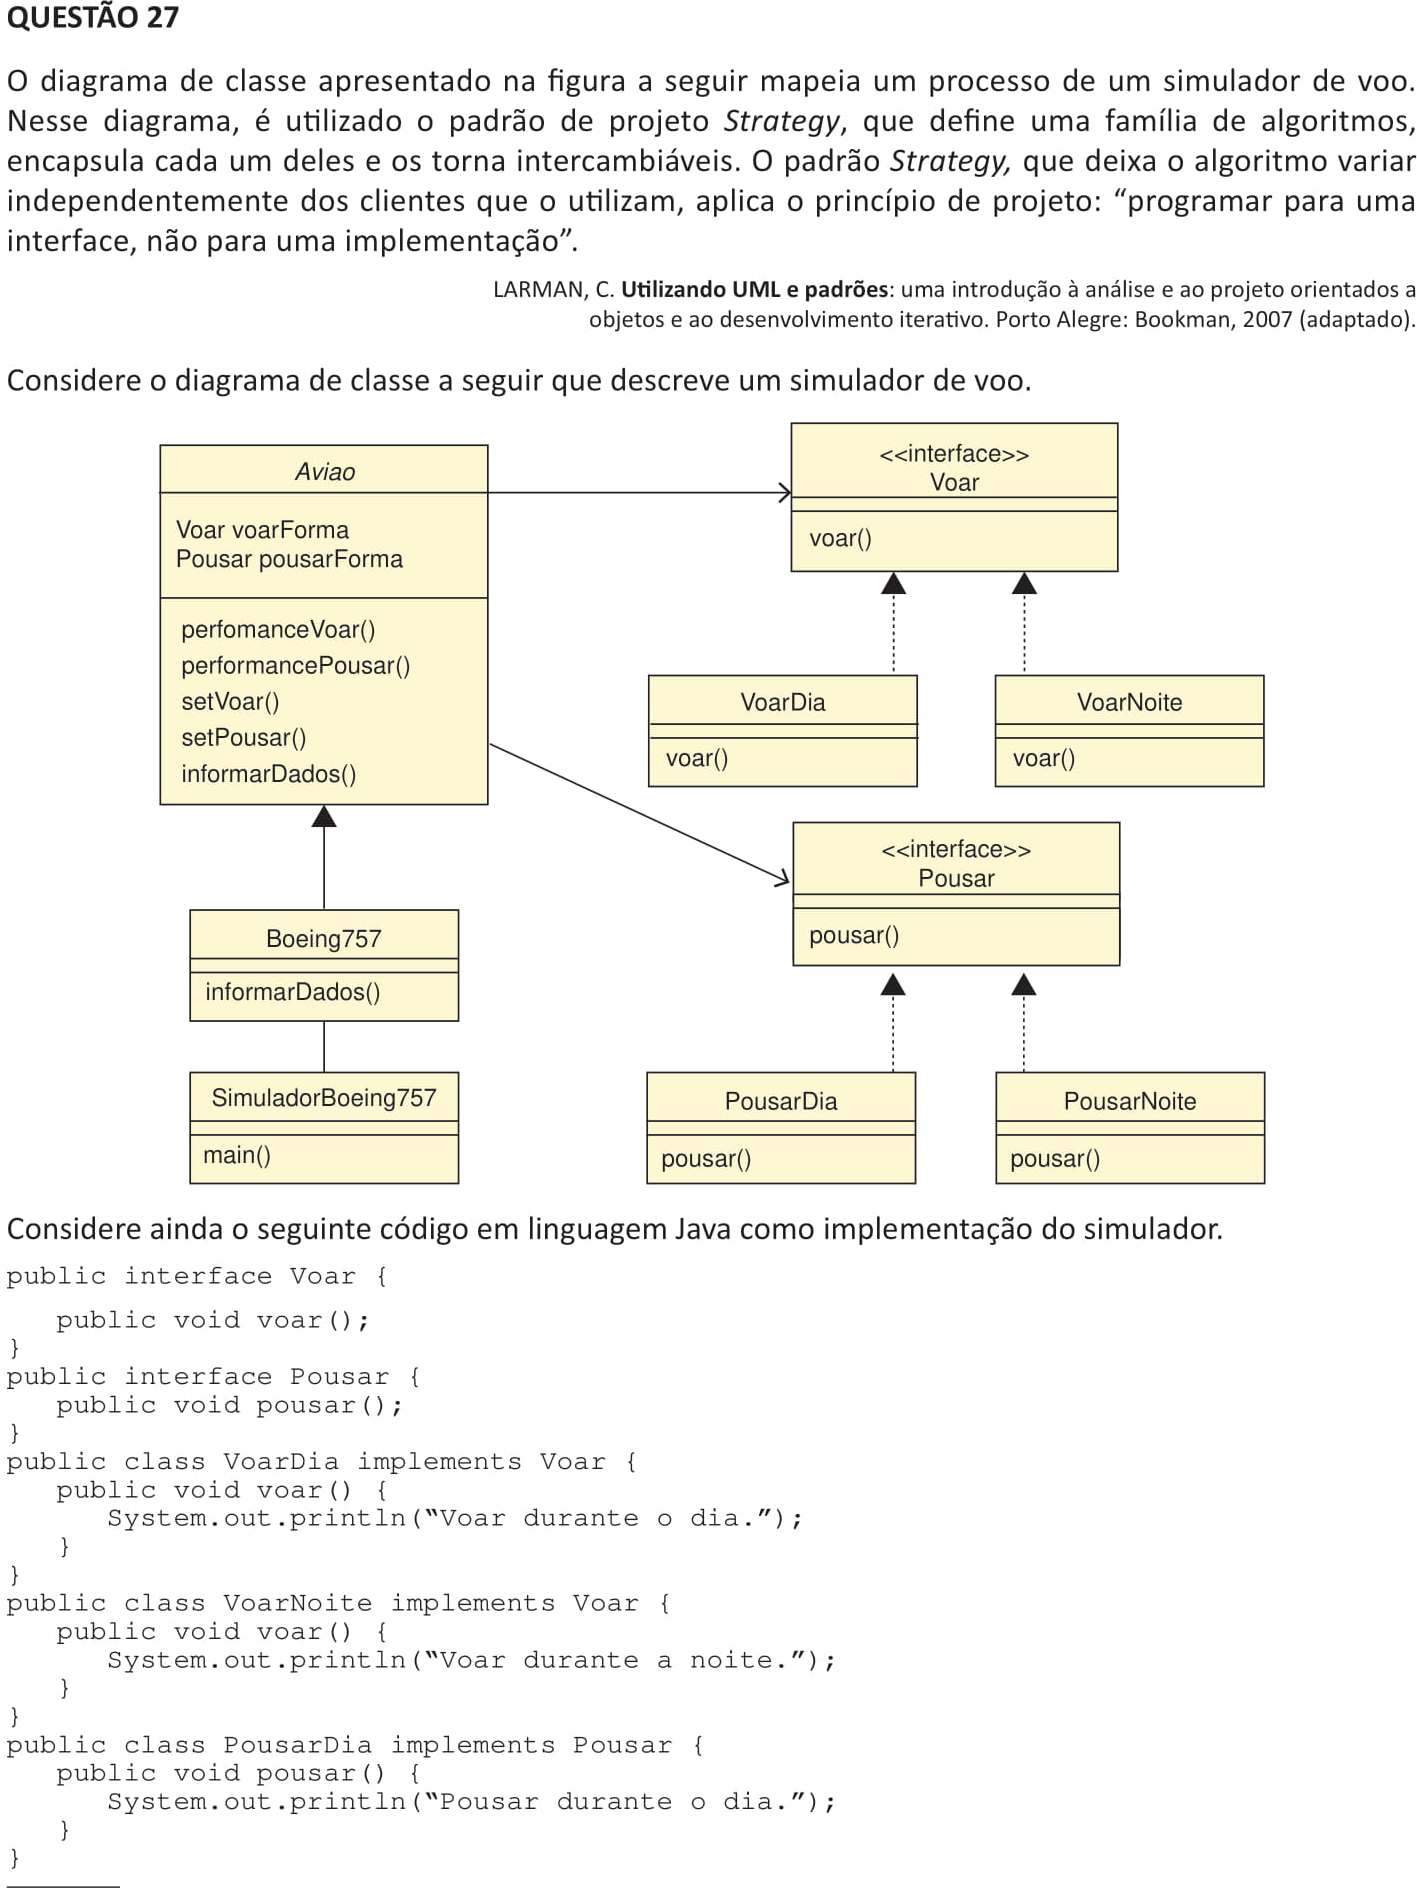 QUESTÃO 27
O diagrama de classe apresentado na figura a seguir mapeia um processo de um simulador de voo.
Nesse diagrama, é utilizado o padrão de projeto Strategy, que define uma família de algoritmos,
encapsula cada um deles e os torna intercambiáveis. O padrão Strategy, que deixa o algoritmo variar
independentemente dos clientes que o utilizam, aplica o princípio de projeto: “programar para uma
interface, não para uma implementação”.
LARMAN, C. Utilizando UML e padrões: uma introdução à análise e ao projeto orientados a
objetos e ao desenvolvimento iterativo. Porto Alegre: Bookman, 2007 (adaptado).
Considere o diagrama de classe a seguir que descreve um simulador de voo.
Aviao
Voar voarForma
Pousar pousarForma
perfomanceVoar()
performancePousar()
setVoar()
setPousar()
informarDados()
<<interface>>
Voar
voar()
VoarDia
voar()
VoarNoite
voar()
<<interface>>
Pousar
pousar()
Boeing757
informarDados()
SimuladorBoeing757
main()
PousarDia
pousar()
PousarNoite
pousar()
Considere ainda o seguinte código em linguagem Java como implementação do simulador.
public interface Voar {
public void voar();
}
public interface Pousar {
public void pousar();
}
public class VoarDia implements Voar {
public void voar() {
System.out.println(“Voar durante o dia.”);
}
}
public class VoarNoite implements Voar {
public void voar() {
System.out.println(“Voar durante a noite.”);
}
}
public class PousarDia implements Pousar {
public void pousar() {
System.out.println(“Pousar durante o dia.”);
}
}